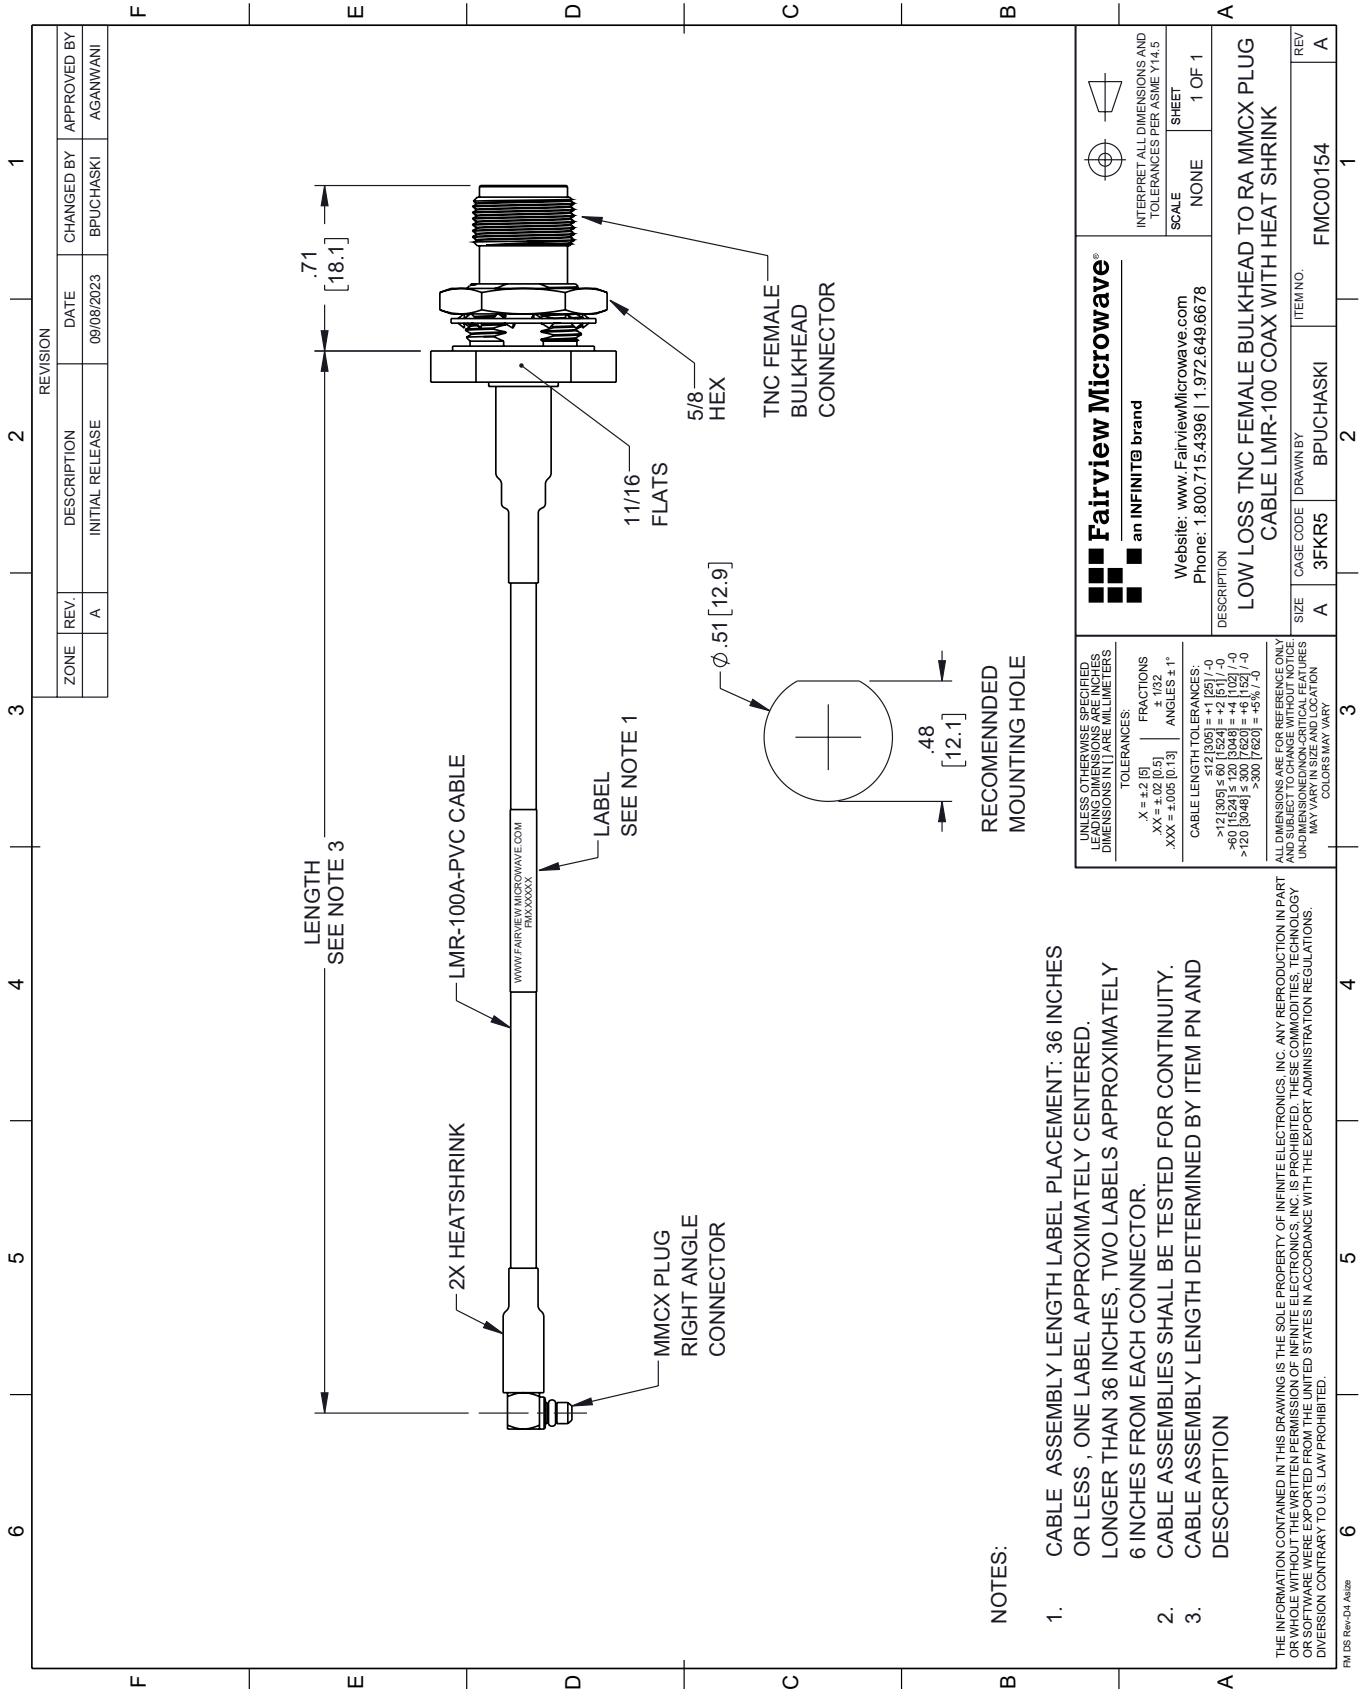 6
5
4
3
2
1
F
E
D
C
B
A
REVISION
ZONE
REV.
DESCRIPTION
DATE
CHANGED BY
APPROVED BY
A
INITIAL RELEASE
09/08/2023
BPUCHASKI
AGANWANI
LENGTH
SEE NOTE 3
.71
[18.1]
2X HEATSHRINK
LMR-100A-PVC CABLE
WWW.FAIRVIEW MICROWAVE.COM
FMXXXXXX
MMCX PLUG
RIGHT ANGLE
CONNECTOR
LABEL
SEE NOTE 1
11/16
FLATS
5/8
HEX
TNC FEMALE
BULKHEAD
CONNECTOR
Ø.51 [12.9]
.48
[12.1]
RECOMENNDED
MOUNTING HOLE
NOTES:
1. CABLE ASSEMBLY LENGTH LABEL PLACEMENT: 36 INCHES
OR LESS , ONE LABEL APPROXIMATELY CENTERED.
LONGER THAN 36 INCHES, TWO LABELS APPROXIMATELY
6 INCHES FROM EACH CONNECTOR.
2. CABLE ASSEMBLIES SHALL BE TESTED FOR CONTINUITY.
3. CABLE ASSEMBLY LENGTH DETERMINED BY ITEM PN AND
DESCRIPTION
THE INFORMATION CONTAINED IN THIS DRAWING IS THE SOLE PROPERTY OF INFINITE ELECTRONICS, INC. ANY REPRODUCTION IN PART
OR WHOLE WITHOUT THE WRITTEN PERMISSION OF INFINITE ELECTRONICS, INC. IS PROHIBITED. THESE COMMODITIES, TECHNOLOGY
OR SOFTWARE WERE EXPORTED FROM THE UNITED STATES IN ACCORDANCE WITH THE EXPORT ADMINISTRATION REGULATIONS.
DIVERSION CONTRARY TO U.S. LAW PROHIBITED.
UNLESS OTHERWISE SPECIFIED
LEADING DIMENSIONS ARE INCHES
DIMENSIONS IN [ ] ARE MILLIMETERS
TOLERANCES:
.X = ±.2 [5]
.XX = ±.02 [0.5]
.XXX = ±.005 [0.13]
FRACTIONS
± 1/32
ANGLES ± 1°
CABLE LENGTH TOLERANCES:
≤12 [305] = +1 [25] / -0
>12 [305] ≤ 60 [1524] = +2 [51] / -0
>60 [1524] ≤ 120 [3048] = +4 [102] / -0
>120 [3048] ≤ 300 [7620] = +6 [152] / -0
>300 [7620] = +5% / -0
ALL DIMENSIONS ARE FOR REFERENCE ONLY
AND SUBJECT TO CHANGE WITHOUT NOTICE.
UN-DIMENSIONED/NON-CRITICAL FEATURES
MAY VARY IN SIZE AND LOCATION
COLORS MAY VARY
Fairview Microwave®
an INFINIT@ brand
Website: www.FairviewMicrowave.com
Phone: 1.800.715.4396 | 1.972.649.6678
INTERPRET ALL DIMENSIONS AND
TOLERANCES PER ASME Y14.5
SCALE
NONE
SHEET
1 OF 1
DESCRIPTION
LOW LOSS TNC FEMALE BULKHEAD TO RA MMCX PLUG
CABLE LMR-100 COAX WITH HEAT SHRINK
SIZE
A
CAGE CODE
3FKR5
DRAWN BY
BPUCHASKI
ITEM NO.
FMC00154
REV
A
F
E
D
C
B
A
6
5
4
3
2
1
FM DS Rev-D4 Asize